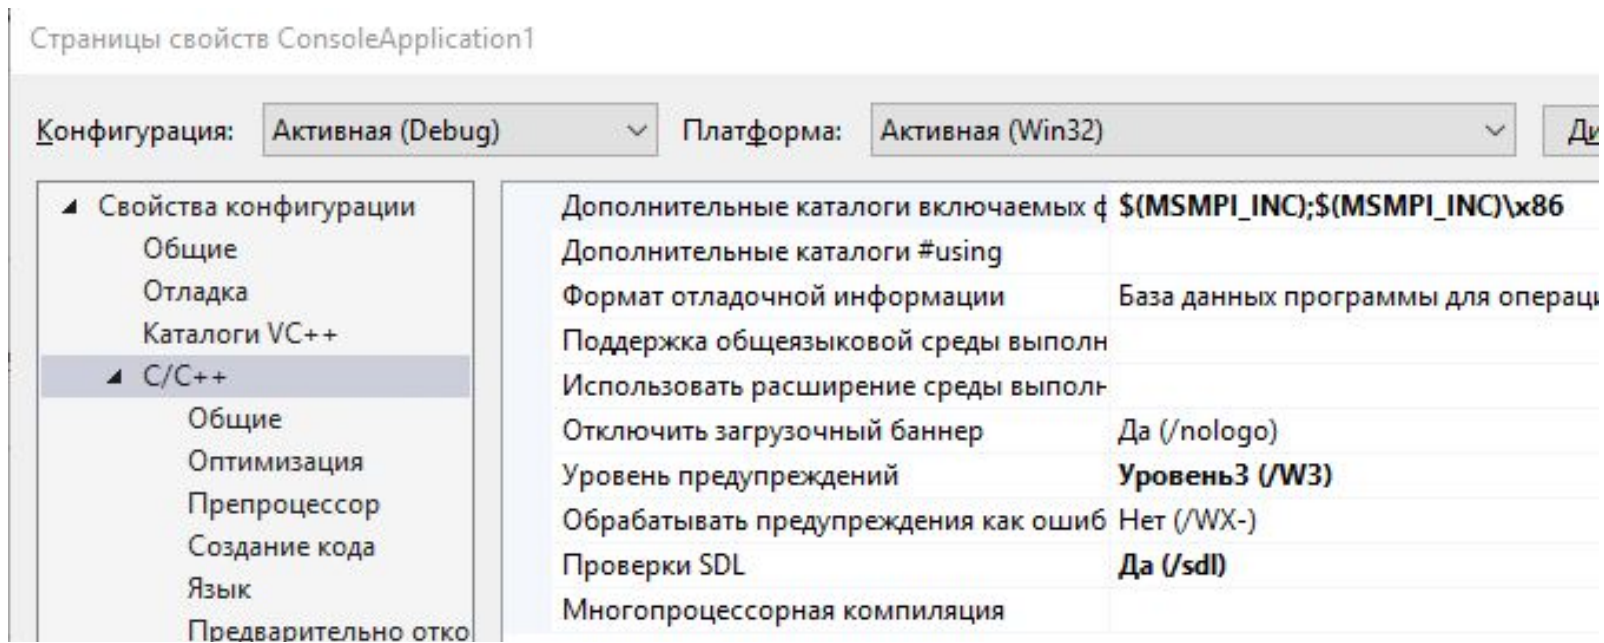 Страницы свойств ConsoleApplication1
Конфигурация: Активная (Debug) Платформа: Активная (Win32)
Свойства конфигурации
Общие
Отладка
Каталоги VC++
C/C++
Общие
Оптимизация
Препроцессор
Создание кода
Язык
Предварительно отко
Дополнительные каталоги включаемых ф $(MSMPI_INC);$(MSMPI_INC)\x86
Дополнительные каталоги #using
Формат отладочной информации База данных программы для операци
Поддержка общеязыковой среды выполн
Использовать расширение среды выполн
Отключить загрузочный баннер Да (/nologo)
Уровень предупреждений Уровень3 (/W3)
Обрабатывать предупреждения как ошиб Нет (/WX-)
Проверки SDL Да (/sdl)
Многопроцессорная компиляция